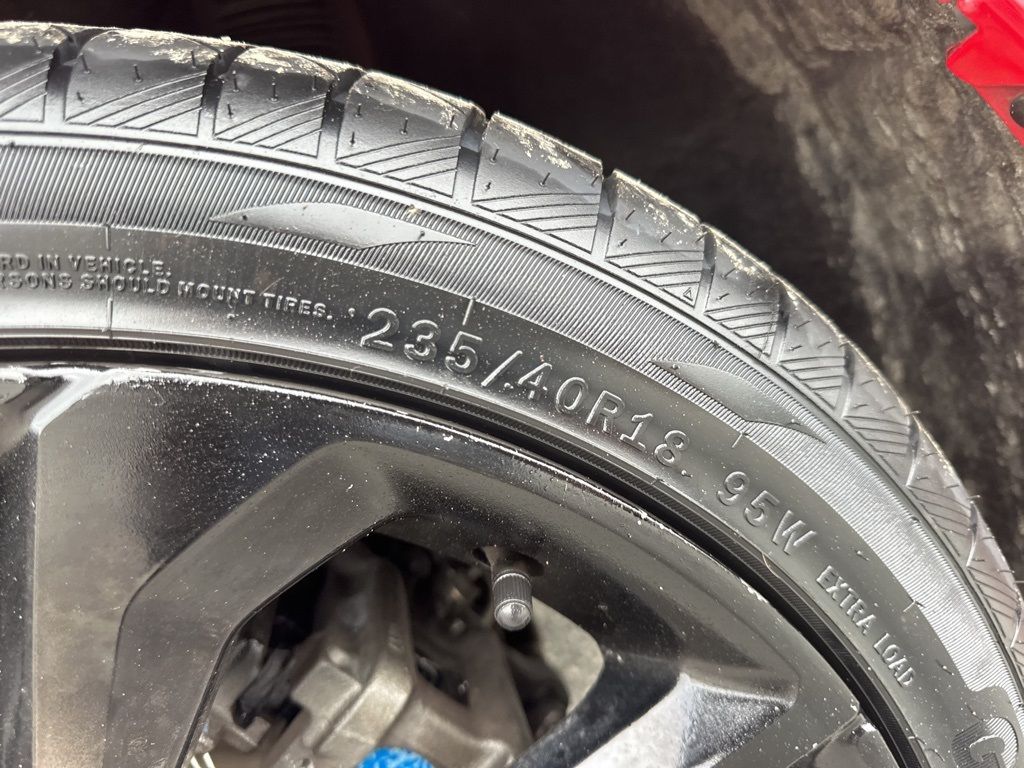 RD IN VEHICLE.
RSONS SHOULD MOUNT TIRES.
235/40R18 95W EXTRA LOAD